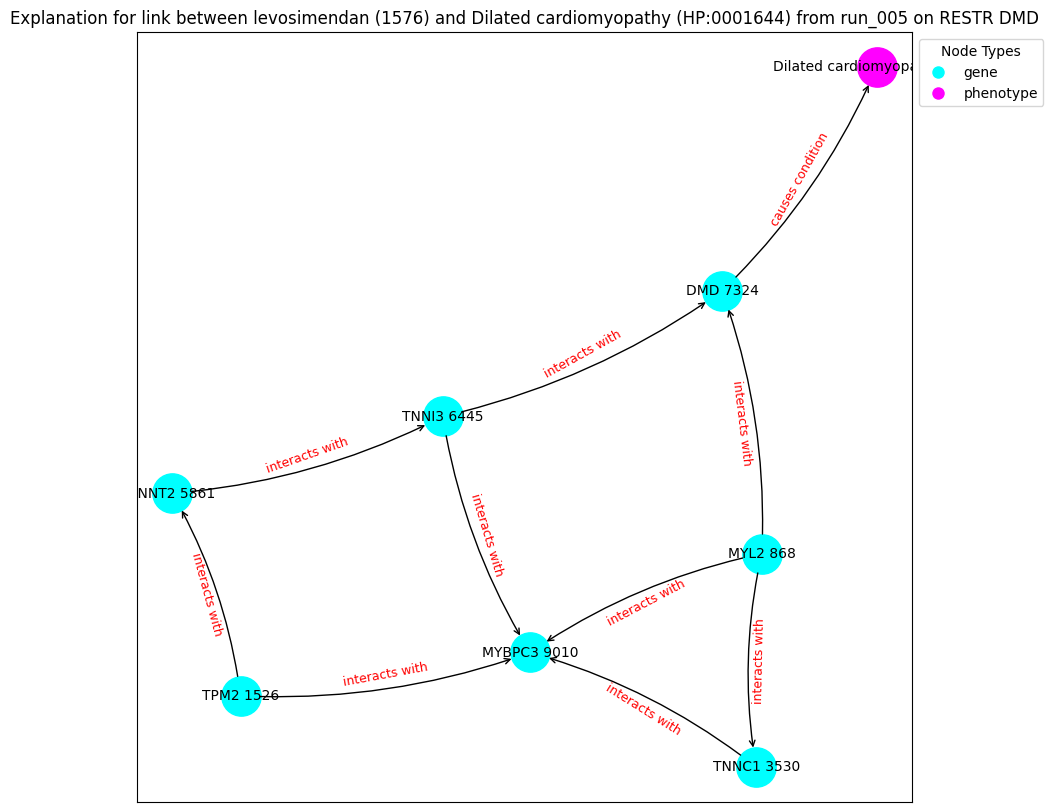 Explanation for link between levosimendan (1576) and Dilated cardiomyopathy (HP:0001644) from run_005 on RESTR DMD
Node Types
gene
phenotype
Dilated cardiomyopa
causes condition
DMD 7324
interacts with
TNNI3 6445
interacts with
interacts with
NNT2 5861
interacts with
interacts with
MYL2 868
interacts with
interacts with
MYBPC3 9010
interacts with
TPM2 1526
interacts with
TNNC1 3530